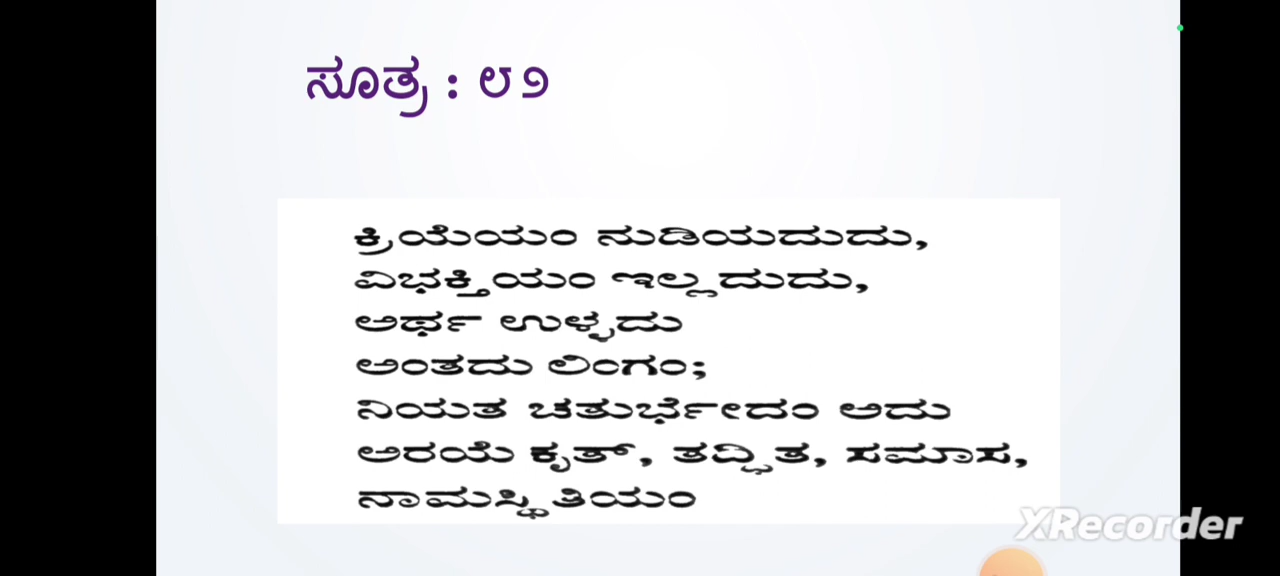 ಸೂತ್ರ : ೮೨
ಕ್ರಿಯೆಯಂ ನುಡಿಯದುದು,
ವಿಭಕ್ತಿಯಂ ಇಲ್ಲದುದು,
ಅರ್ಥ ಉಳ್ಳದು
ಅಂತದು ಲಿಂಗಂ;
ನಿಯತ ಚತುರ್ಭೇದಂ ಅದು
ಅರಯೆ ಕೃತ್, ತದ್ಧಿತ, ಸಮಾಸ,
ನಾಮಸ್ಥಿತಿಯಂ
XRecorder